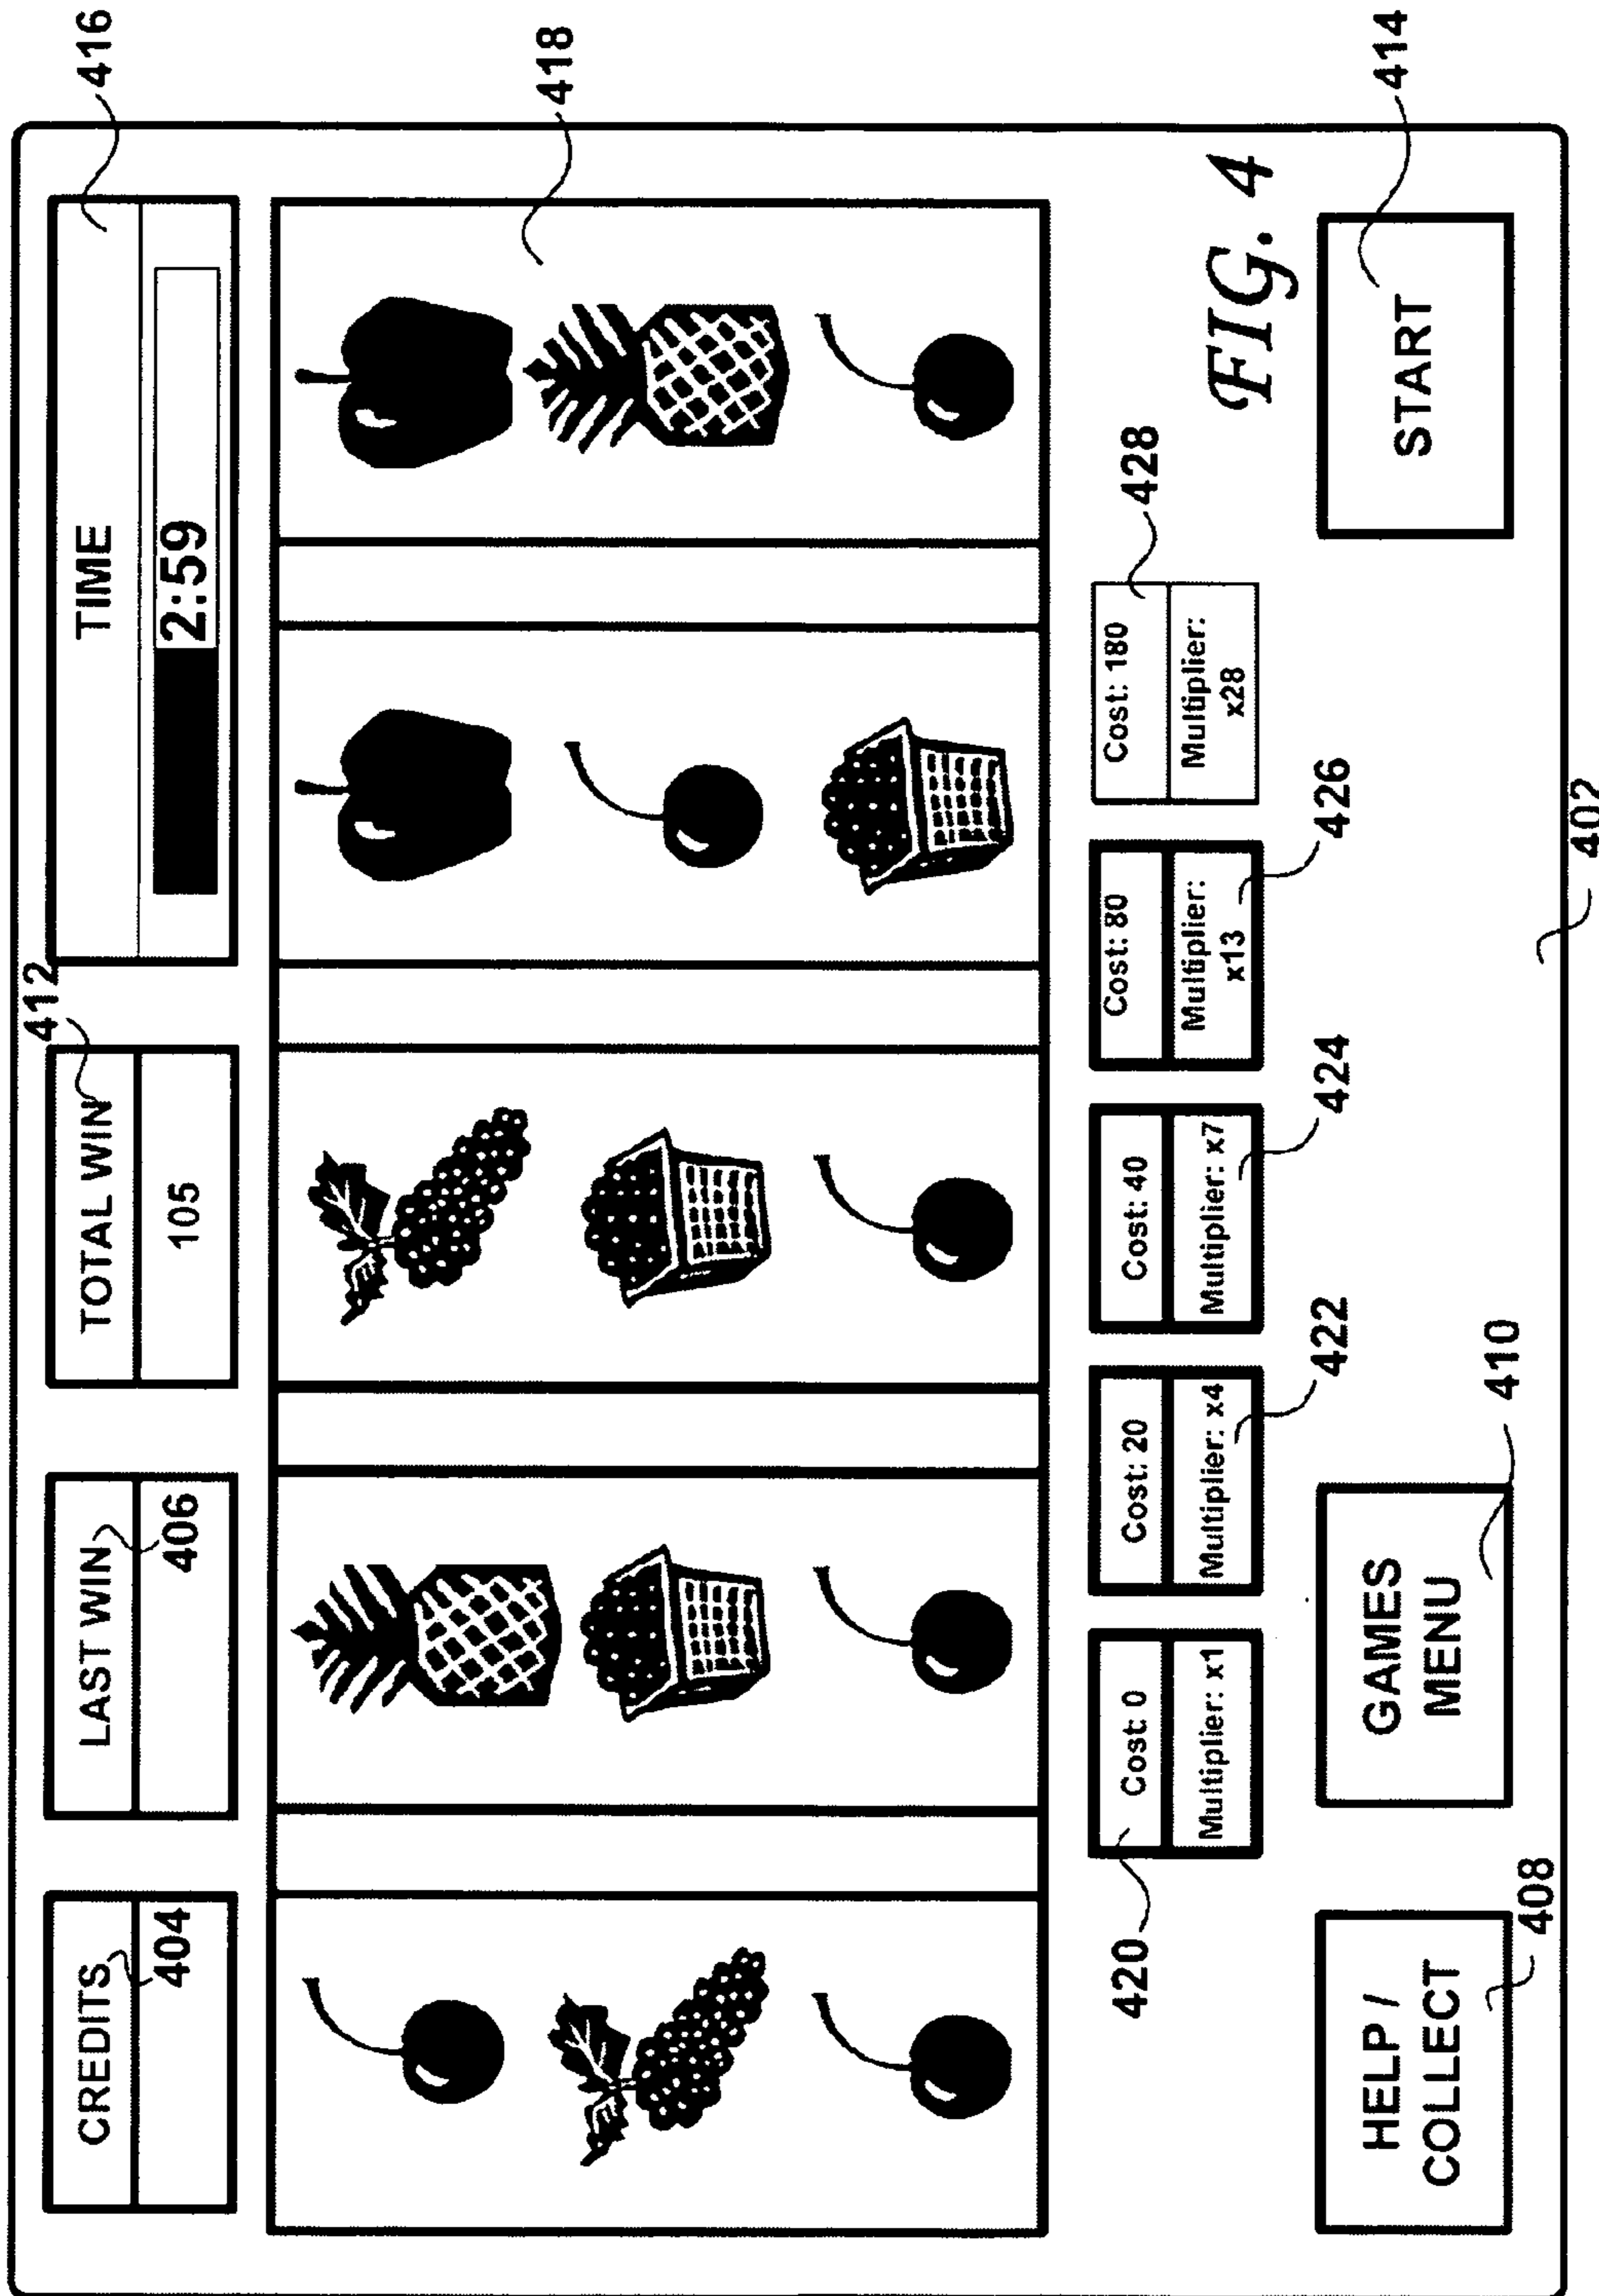 CREDITS
404
LAST WIN
406
TOTAL WIN
412
105
TIME
416
2:59
418
420
Cost: 0
Multiplier: x1
Cost: 20
Multiplier: x4
422
Cost: 40
Multiplier: x7
424
Cost: 80
Multiplier:
x13
426
Cost: 180
Multiplier:
x28
428
FIG. 4
HELP /
COLLECT
408
GAMES
MENU
410
START
414
402